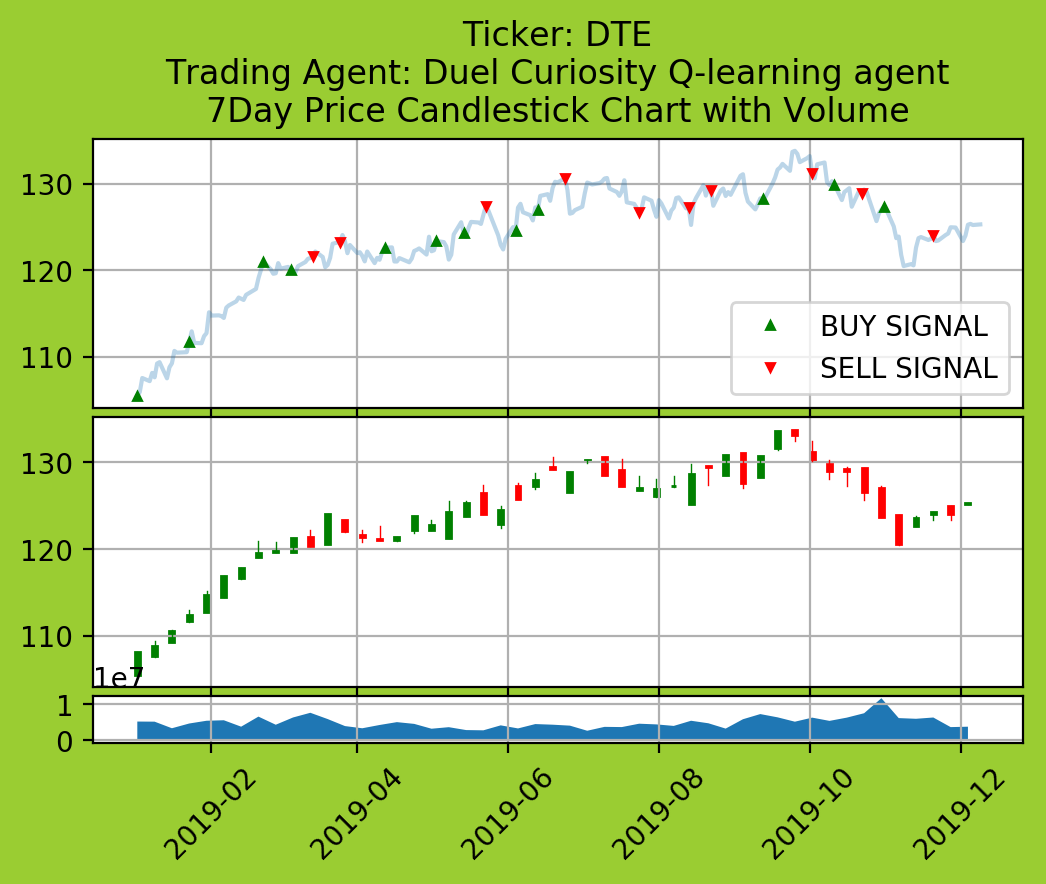 Ticker: DTE
Trading Agent: Duel Curiosity Q-learning agent
7Day Price Candlestick Chart with Volume
130
120
110
BUY SIGNAL
SELL SIGNAL
130
120
110
1e7
1
0
2019-02
2019-04
2019-06
2019-08
2019-10
2019-12